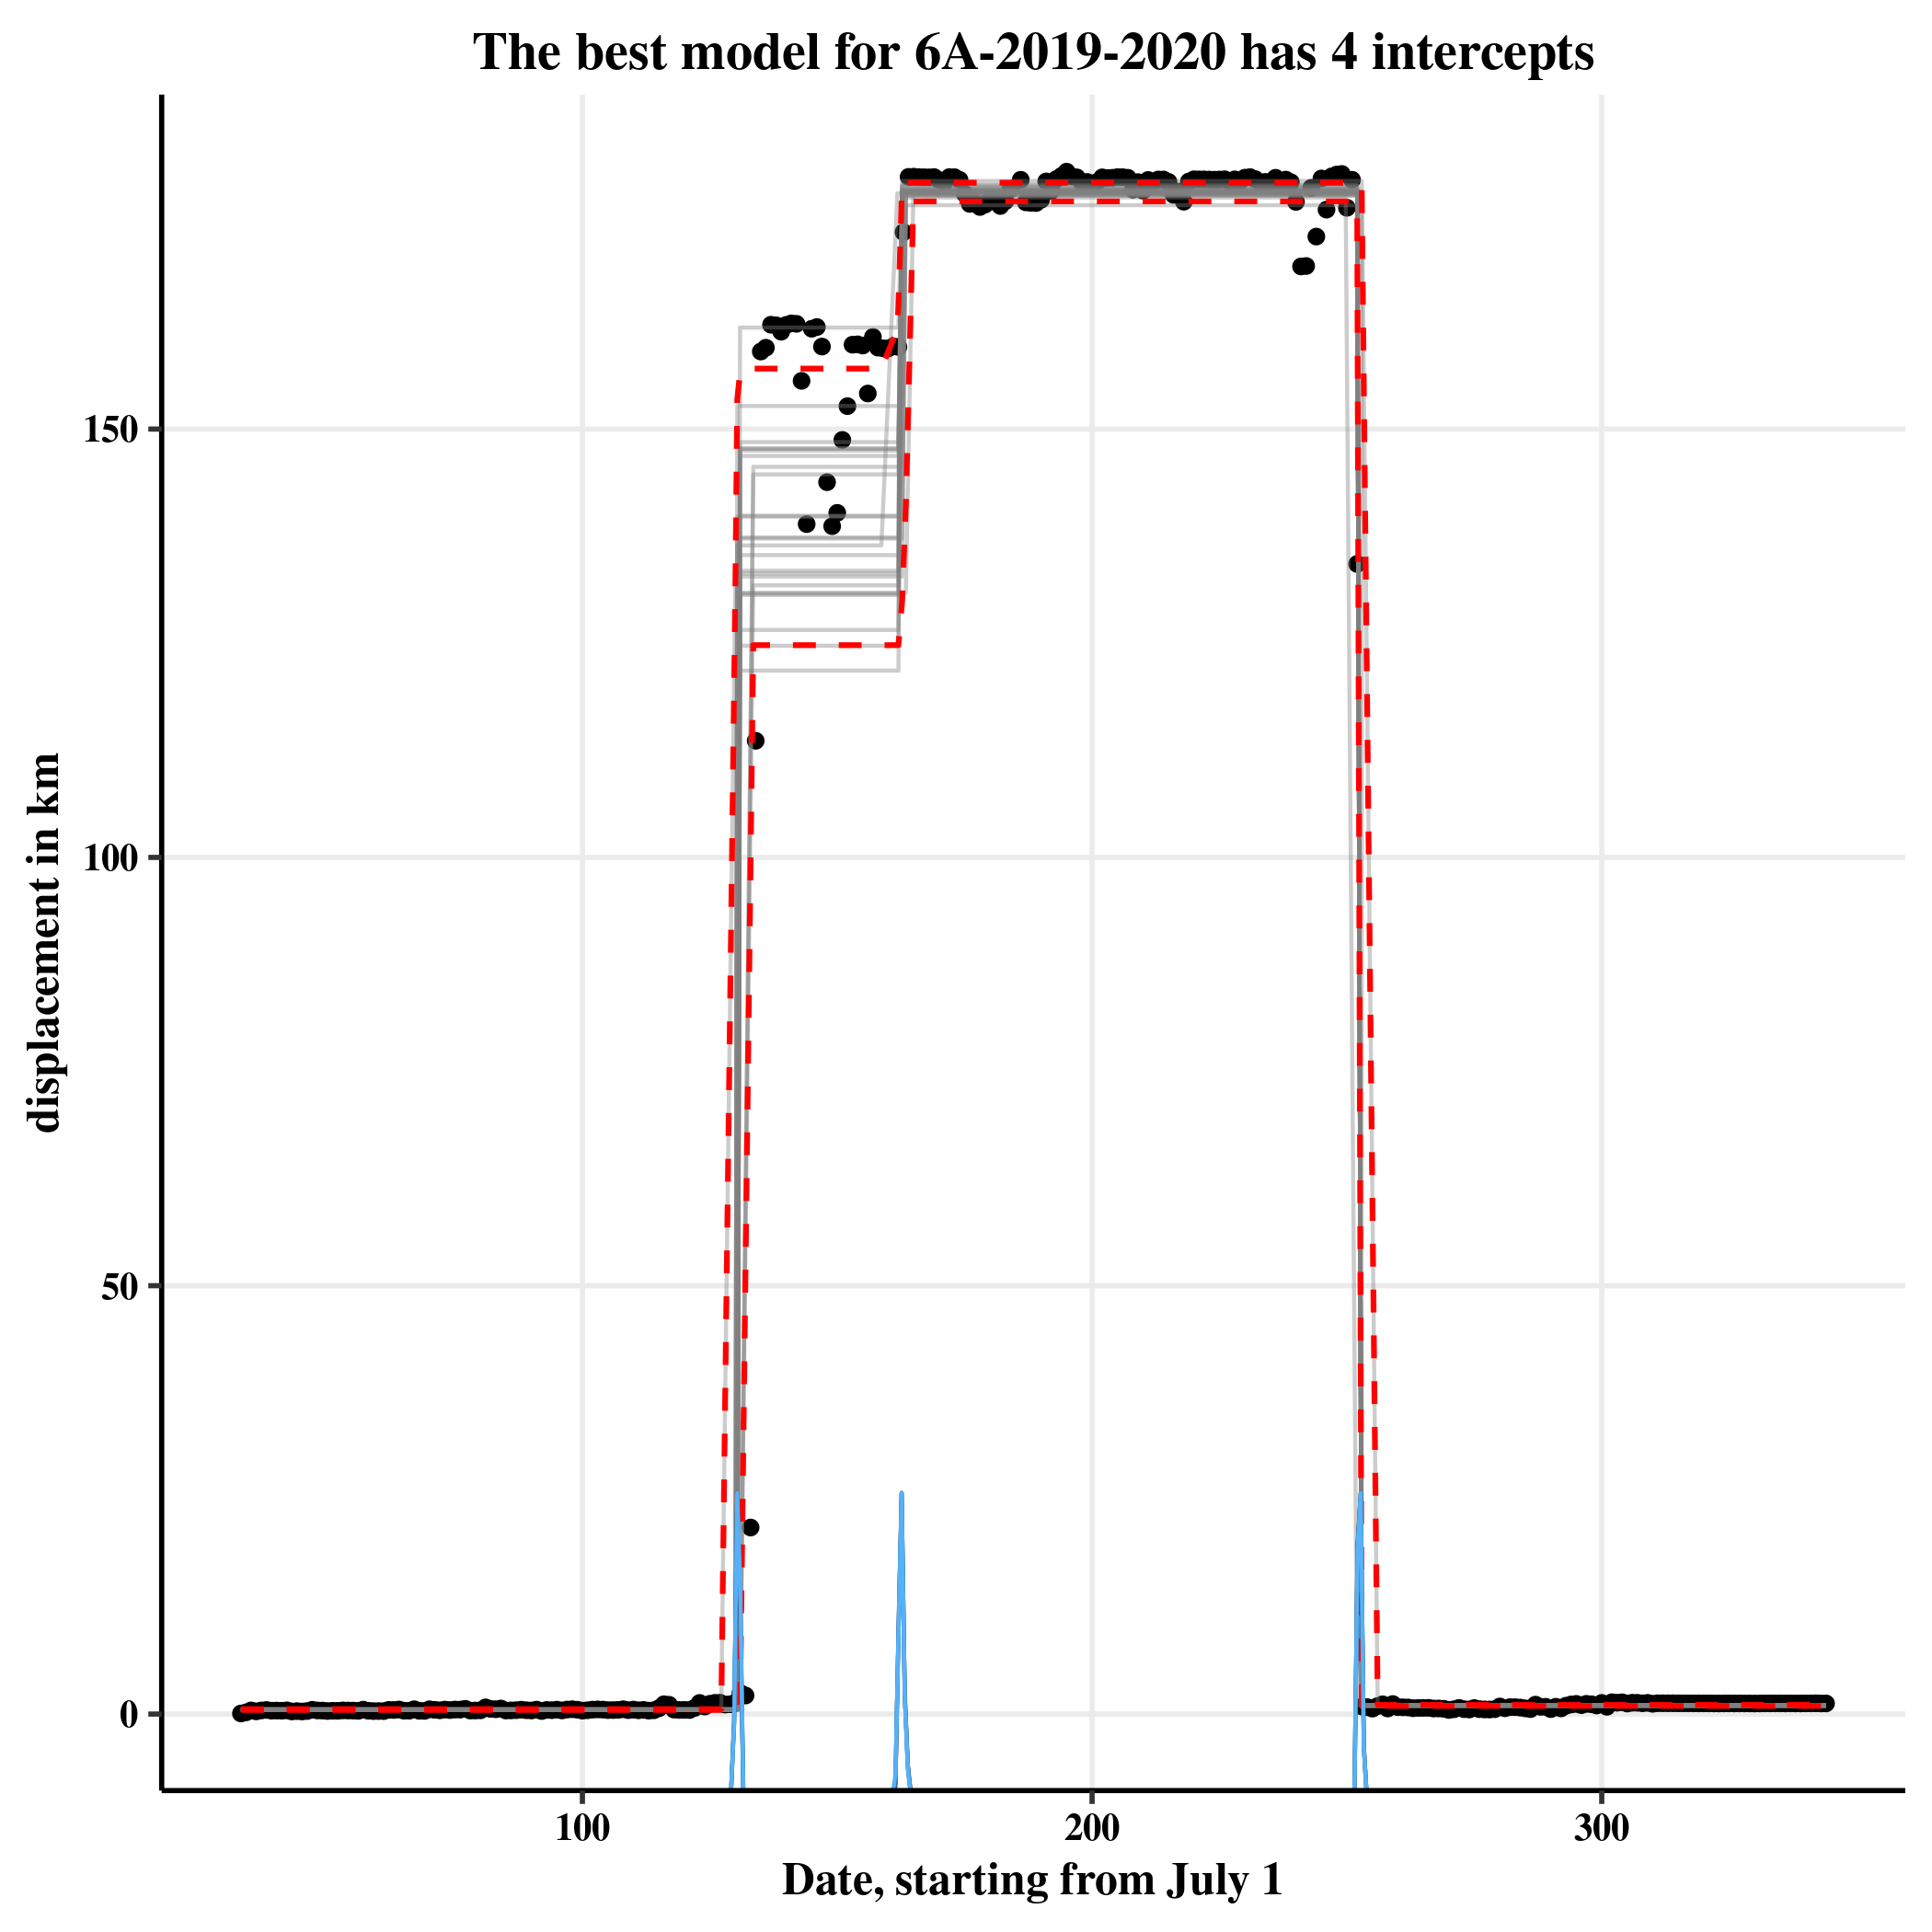 The best model for 6A-2019-2020 has 4 intercepts
displacement in km
150
100
50
0
100 200 300
Date, starting from July 1